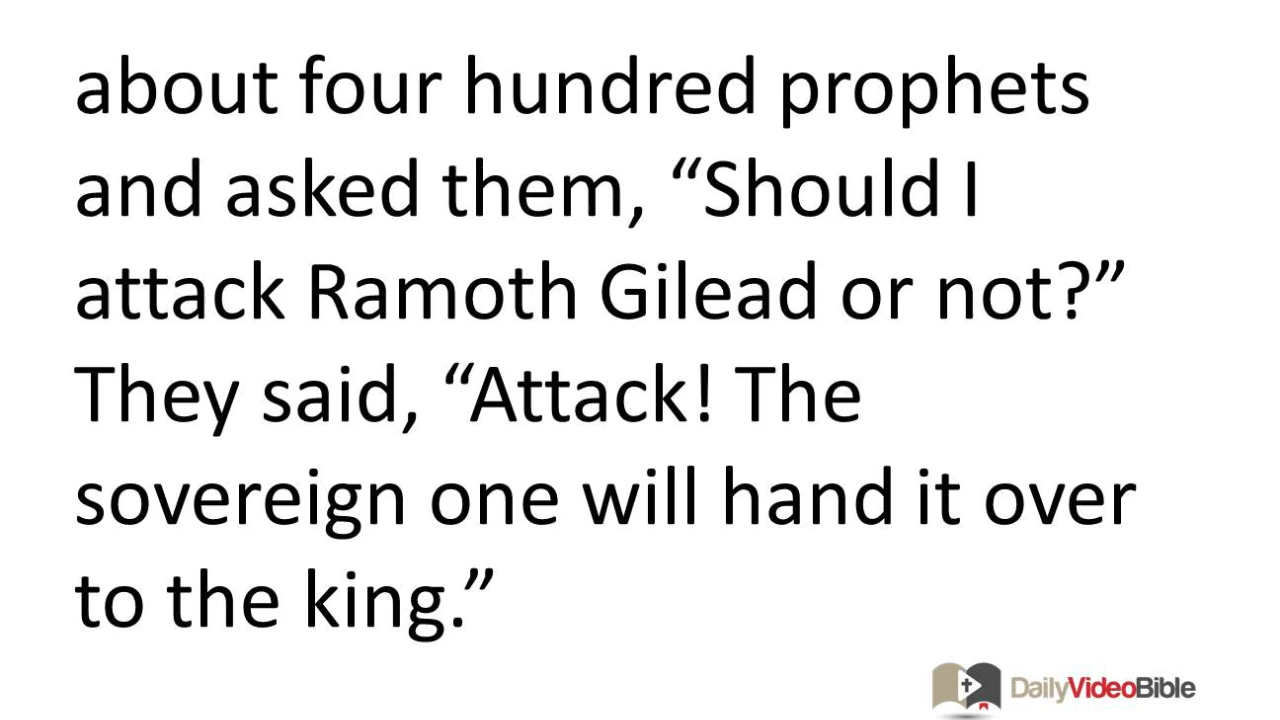 about four hundred prophets
and asked them, “Should I
attack Ramoth Gilead or not?”
They said, “Attack! The
sovereign one will hand it over
to the king.”
DailyVideoBible